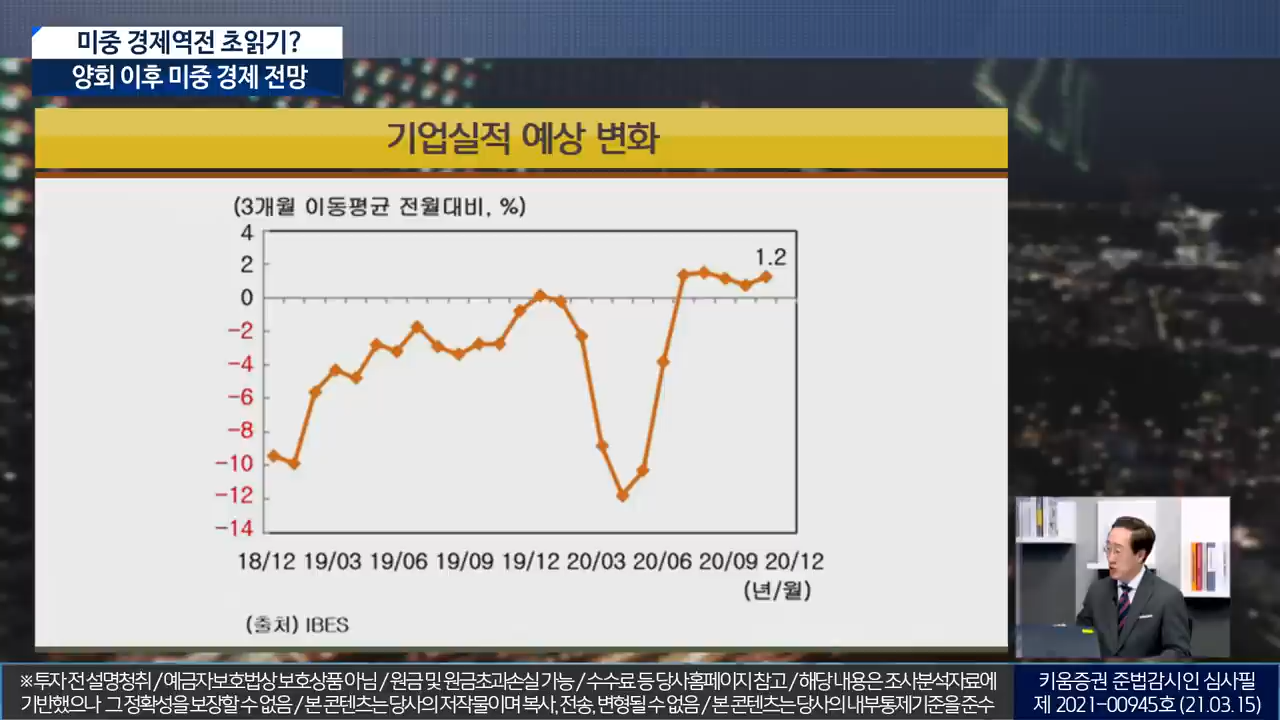 미중 경제역전 초읽기?
양회 이후 미중 경제 전망
기업실적 예상 변화
(3개월 이동평균 전월대비, %)
4
2
0
-2
-4
-6
-8
-10
-12
-14
1.2
18/12 19/03 19/06 19/09 19/12 20/03 20/06 20/09 20/12
(년/월)
(출처) IBES
※ 투자 전 설명청취 / 예금자보호법상 보호상품 아님 / 원금 및 원금초과손실 가능 / 수수료 등 당사홈페이지 참고 / 해당 내용은 조사분석자료에
기반했으나 그 정확성을 보장할 수 없음 / 본 콘텐츠는 당사의 저작물이며 복사, 전송, 변형될 수 없음 / 본 콘텐츠는 당사의 내부통제기준을 준수
키움증권 준법감시인 심사필
제 2021-00945호 (21.03.15)